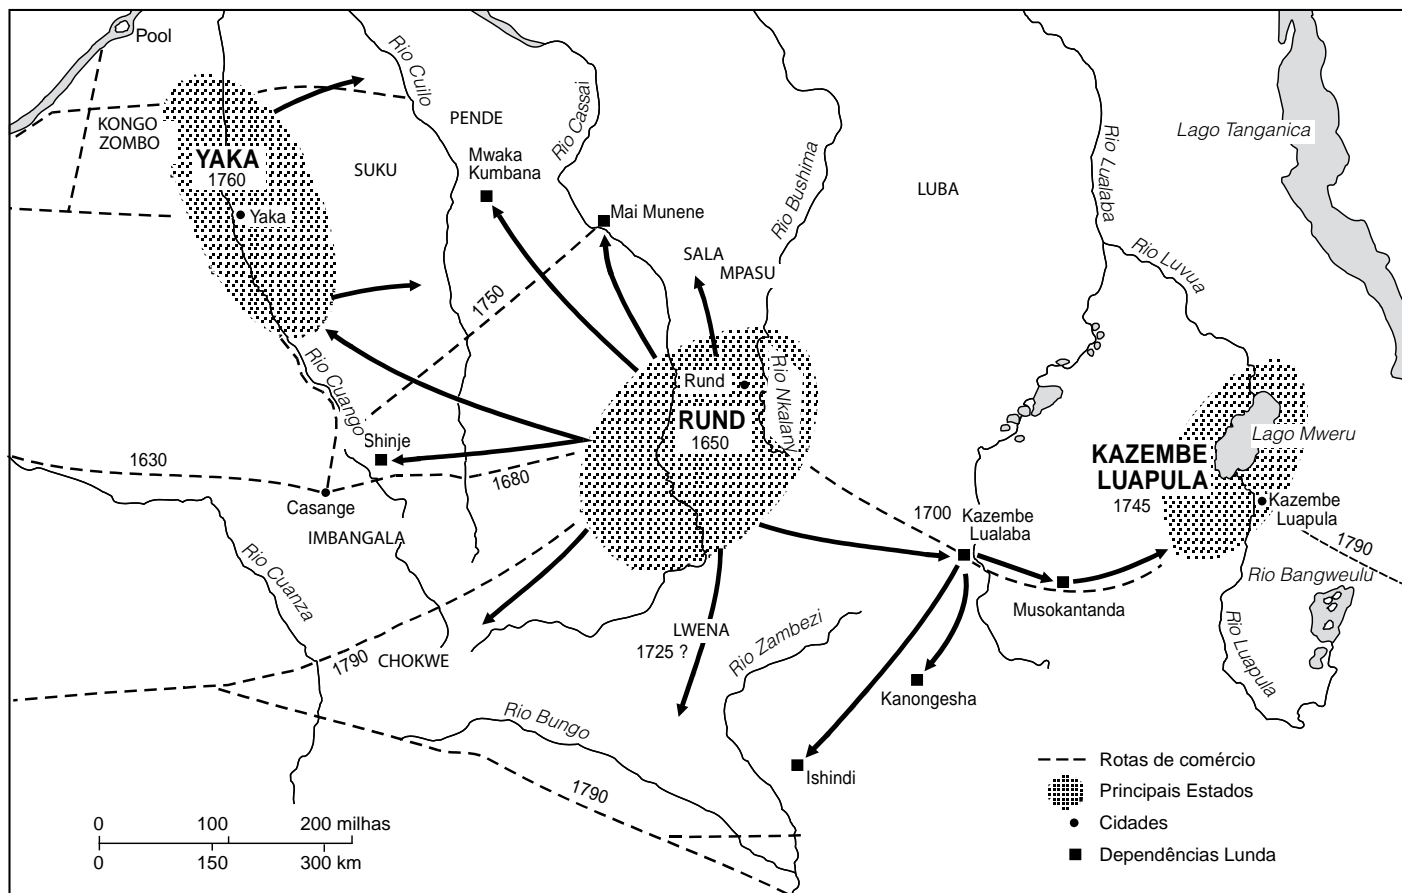 Pool
Rio Cuilo
Rio Cassai
KONGO
ZOMBO
PENDE
YAKA
1760
SUKU
Mwaka
Kumbana
Yaka
Mai Munene
Rio Bushima
LUBA
Rio Lualaba
Lago Tanganica
Rio Luvua
SALA
MPASU
1750
Rio Cuango
Rund
Rio Nkalany
RUND
1650
Shinje
1630
1680
Casange
IMBANGALA
Lago Mweru
KAZEMBE
LUAPULA
1745
Kazembe
Luapula
1700
Kazembe
Lualaba
1790
Rio Bangweulu
Musokantanda
Rio Cuanza
1790
CHOKWE
LWENA
1725 ?
Rio Zambezi
Kanongesha
Rio Luapula
Rio Bungo
Ishindi
1790
Rotas de comércio
Principais Estados
Cidades
Dependências Lunda
0 100 200 milhas
0 150 300 km